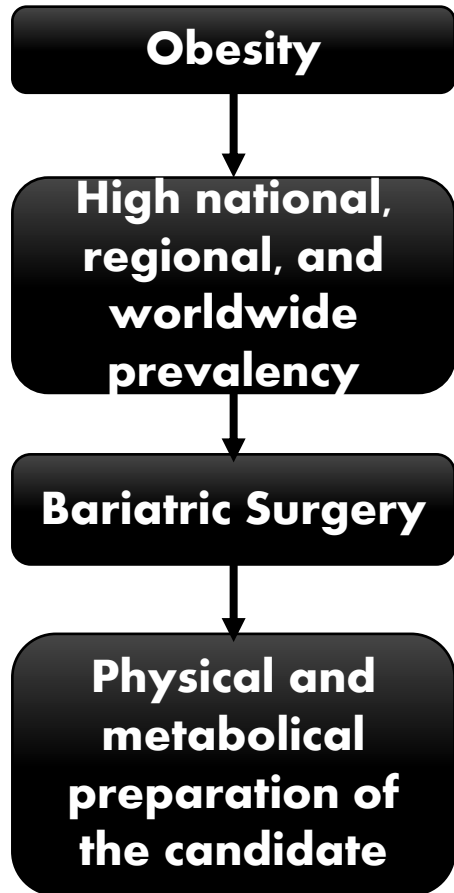 Obesity
High national,
regional, and
worldwide
prevalency
Bariatric Surgery
Physical and
metabolical
preparation of
the candidate